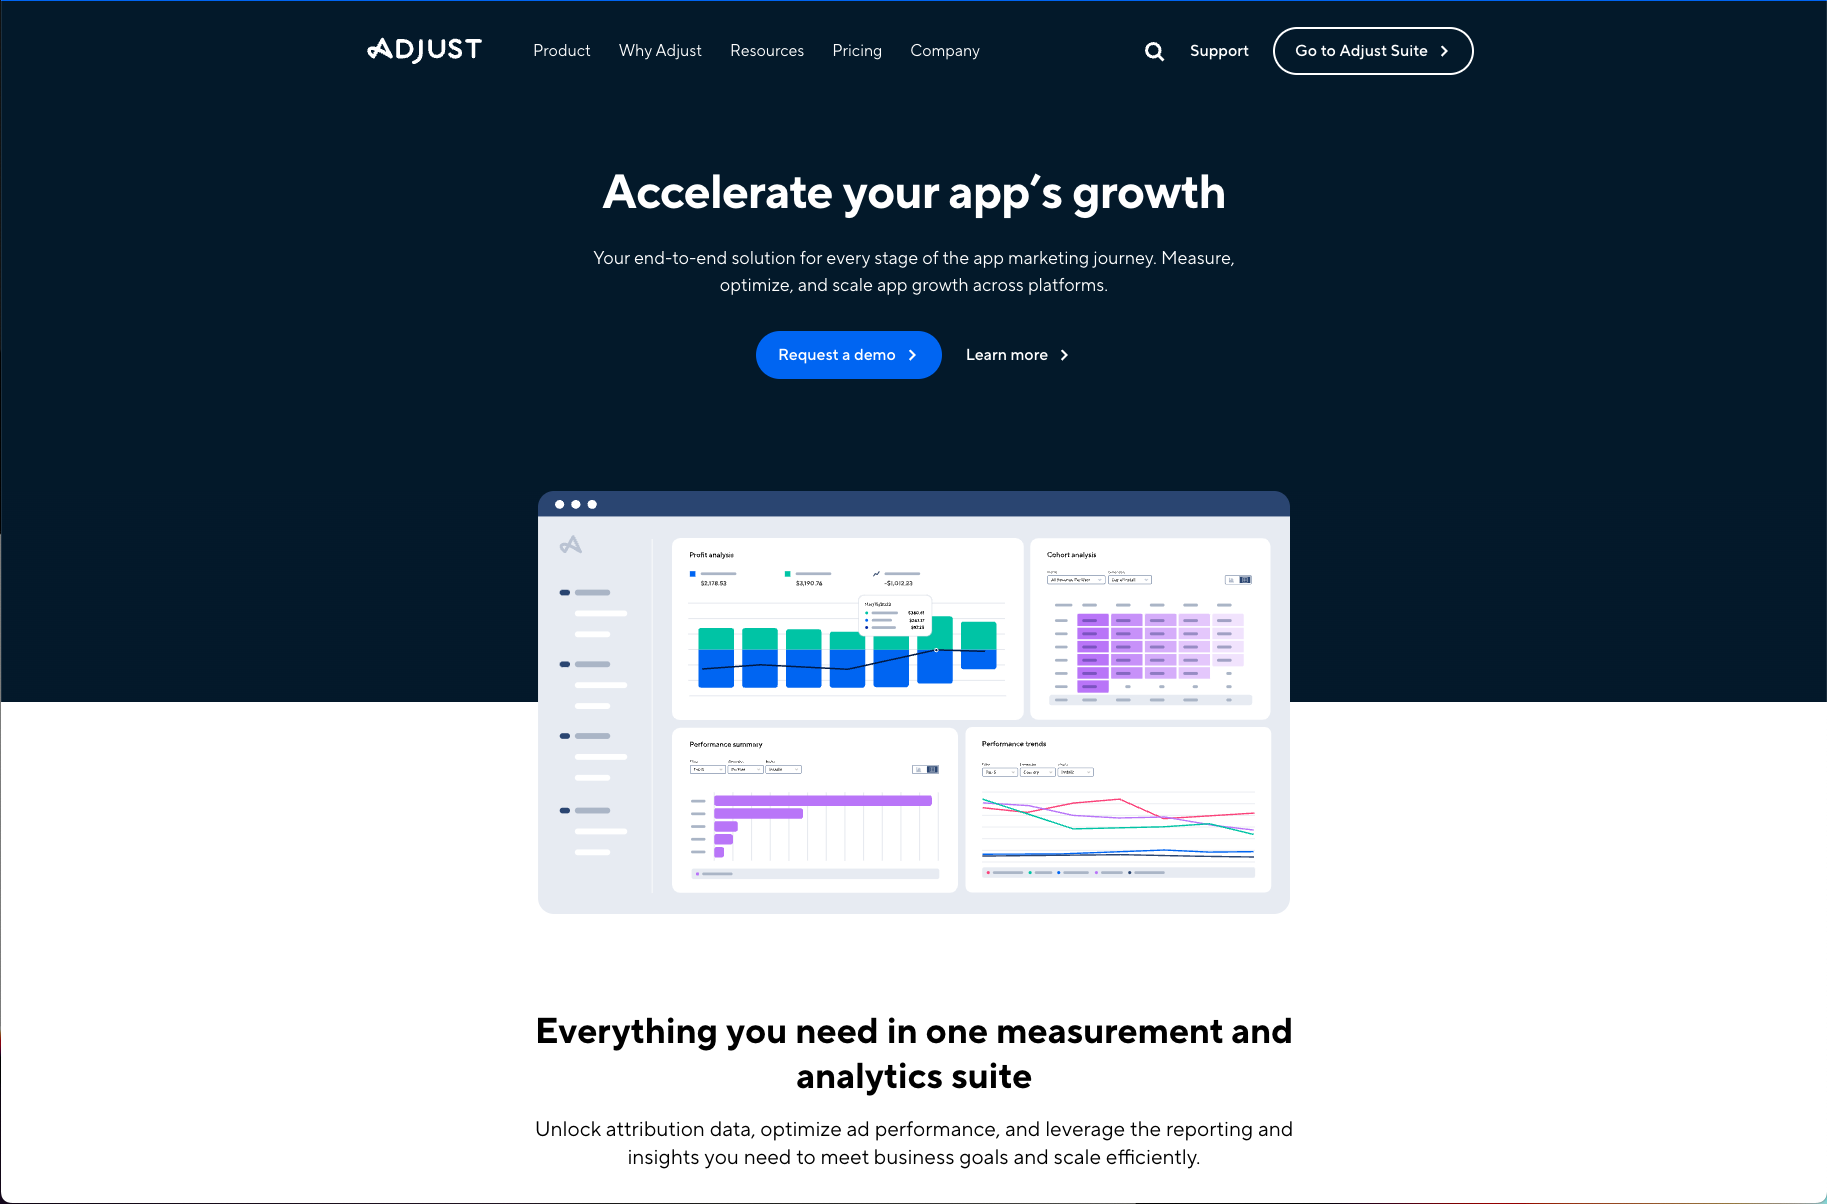 ADJUST
Product
Why Adjust
Resources
Pricing
Company
Support
Go to Adjust Suite
Accelerate your app's growth
Your end-to-end solution for every stage of the app marketing journey. Measure,
optimize, and scale app growth across platforms.
Request a demo
Learn more
Profit analysis
$2,178.53
$3,190.76
-$1,012.23
Cohort analysis
Performance summary
Performance trends
Everything you need in one measurement and
analytics suite
Unlock attribution data, optimize ad performance, and leverage the reporting and
insights you need to meet business goals and scale efficiently.